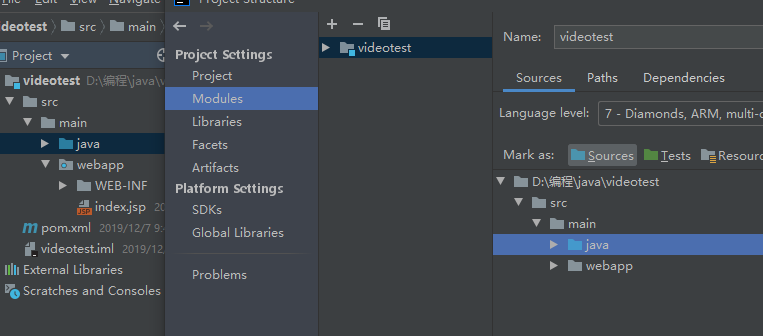 File Edit View Navigate
Project Structure
videotest
src
main
Project
videotest D:\编程\java\v
src
main
java
webapp
WEB-INF
index.jsp
pom.xml 2019/12/7 9:4
videotest.iml 2019/12/
External Libraries
Scratches and Consoles
Project Settings
Project
Modules
Libraries
Facets
Artifacts
Platform Settings
SDKs
Global Libraries
Problems
videotest
Name: videotest
Sources Paths Dependencies
Language level: 7 - Diamonds, ARM, multi-c
Mark as: Sources Tests Resour
D:\编程\java\videotest
src
main
java
webapp